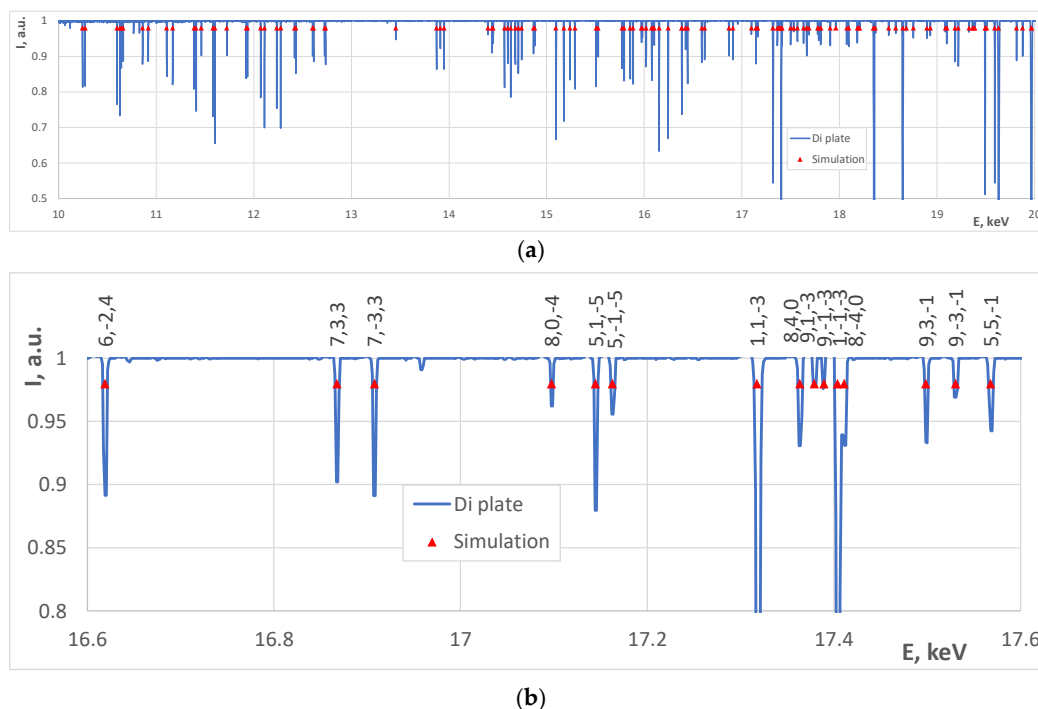 I, a.u.
1
0.9
0.8
0.7
0.6
0.5
10 11 12 13 14 15 16 17 18 19 20
E, keV
Di plate
Simulation
(a)
6,-2,4
7,3,3
7,-3,3
8,0,-4
5,1,-5
5,-1,-5
1,1,-3
8,4,0
9,1,-3
9,-1,-3
1,-1,-3
8,-4,0
9,3,-1
9,-3,-1
5,5,-1
I, a.u.
1
0.95
0.9
0.85
0.8
Di plate
Simulation
16.6 16.8 17 17.2 17.4 17.6
E, keV
(b)